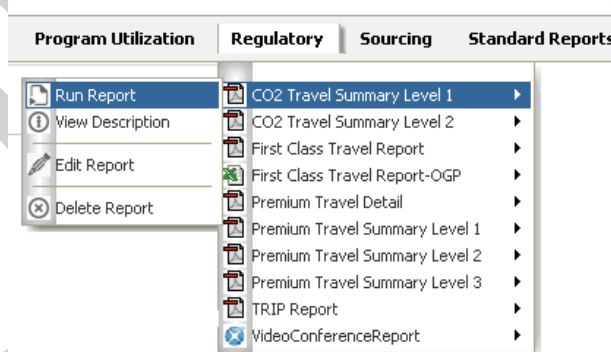 Program Utilization Regulatory Sourcing Standard Reports
Run Report
View Description
Edit Report
Delete Report
CO2 Travel Summary Level 1
CO2 Travel Summary Level 2
First Class Travel Report
First Class Travel Report-OGP
Premium Travel Detail
Premium Travel Summary Level 1
Premium Travel Summary Level 2
Premium Travel Summary Level 3
TRIP Report
VideoConferenceReport